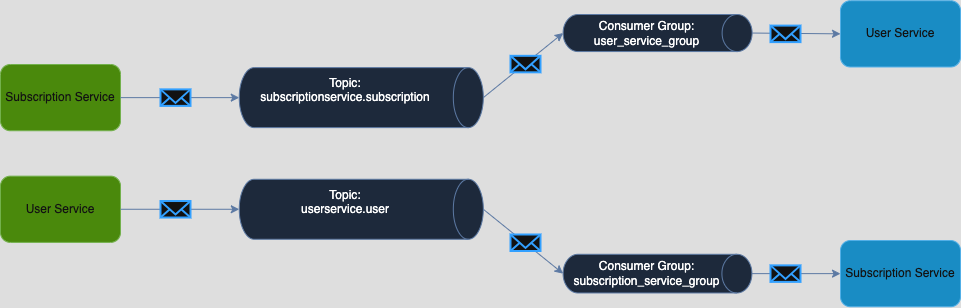 Subscription Service
Topic:
subscriptionservice.subscription
Consumer Group:
user_service_group
User Service
User Service
Topic:
userservice.user
Consumer Group:
subscription_service_group
Subscription Service